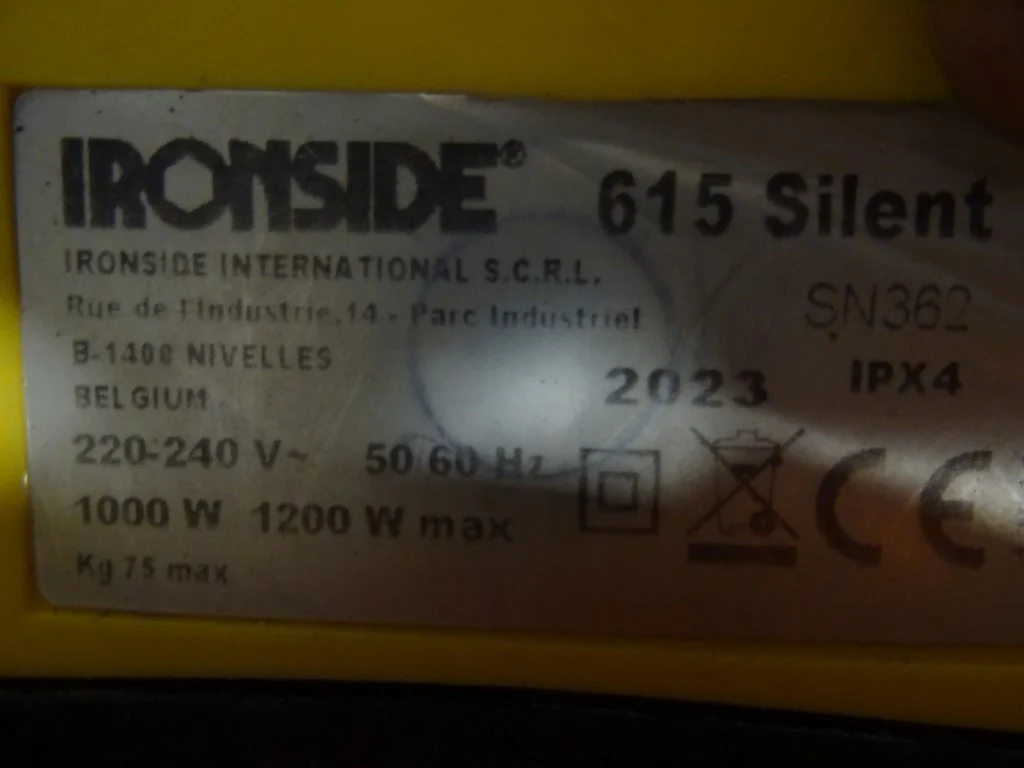 IRONSIDE® 615 Silent
IRONSIDE INTERNATIONAL S.C.R.L.
Rue de l'Industrie,14 - Parc Industriel
SN362
B-1400 NIVELLES
2023 IPX4
BELGIUM
220-240 V~ 50 60 Hz
1000 W 1200 W max
CE
Kg 75 max